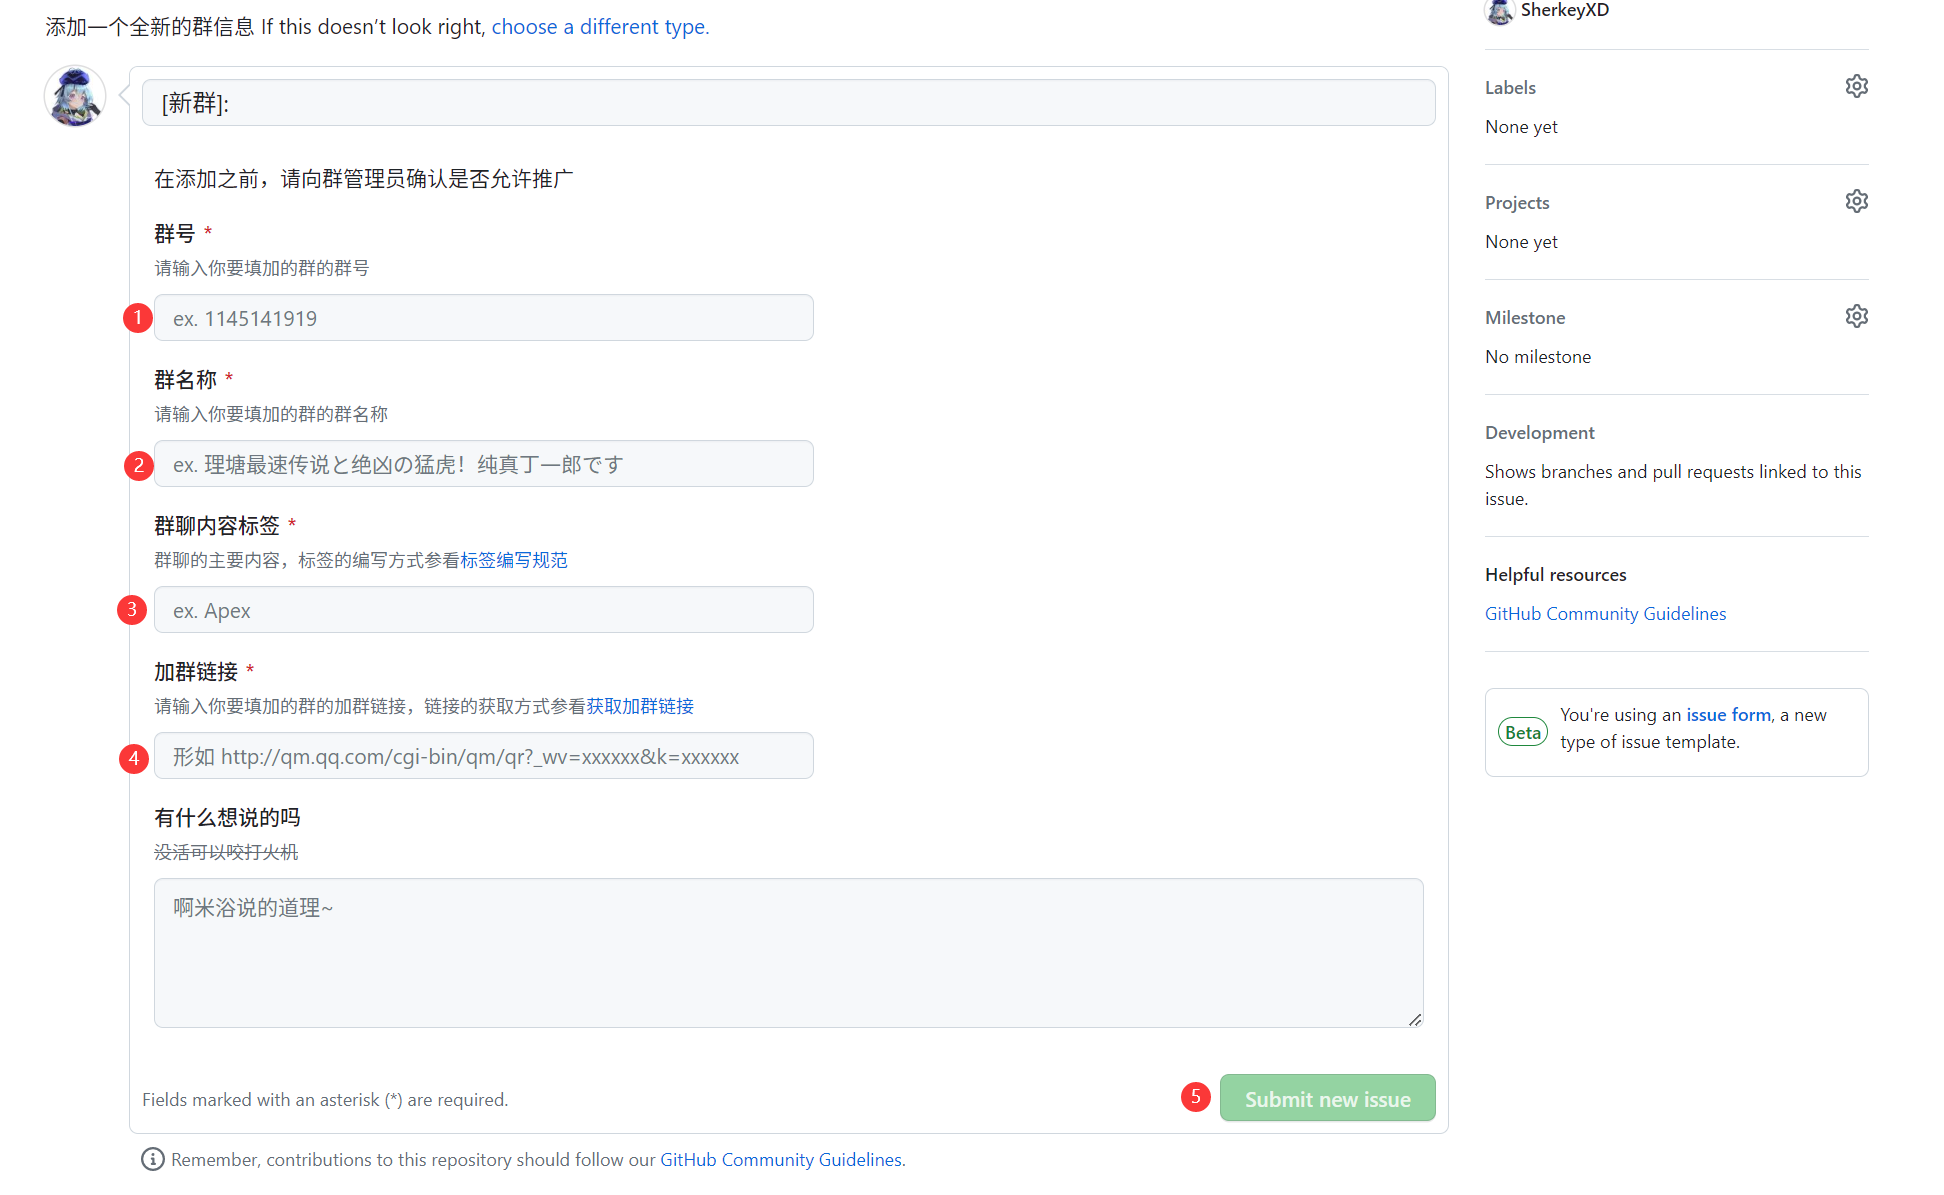 添加一个全新的群信息 If this doesn’t look right, choose a different type.
[新群]:
在添加之前，请向群管理员确认是否允许推广
群号 *
请输入你要填加的群的群号
1
ex. 1145141919
群名称 *
请输入你要填加的群的群名称
2
ex. 理塘最速传说と绝凶の猛虎！纯真丁一郎です
群聊内容标签 *
群聊的主要内容，标签的编写方式参看标签编写规范
3
ex. Apex
加群链接 *
请输入你要填加的群的加群链接，链接的获取方式参看获取加群链接
4
形如 http://qm.qq.com/cgi-bin/qm/qr?_wv=xxxxxx&k=xxxxxx
有什么想说的吗
没活可以咬打火机
啊米浴说的道理~
Fields marked with an asterisk (*) are required.
5
Submit new issue
Remember, contributions to this repository should follow our GitHub Community Guidelines.
SherkeyXD
Labels
None yet
Projects
None yet
Milestone
No milestone
Development
Shows branches and pull requests linked to this
issue.
Helpful resources
GitHub Community Guidelines
Beta
You're using an issue form, a new
type of issue template.